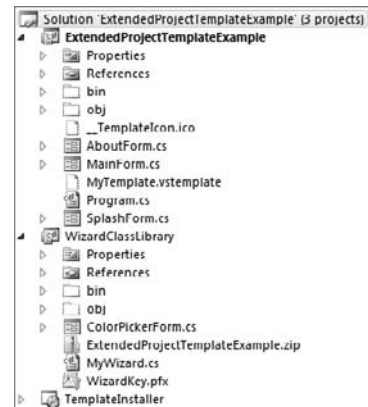 Solution 'ExtendedProjectTemplateExample' (3 projects)
ExtendedProjectTemplateExample
Properties
References
bin
obj
__TemplateIcon.ico
AboutForm.cs
MainForm.cs
MyTemplate.vstemplate
Program.cs
SplashForm.cs
WizardClassLibrary
Properties
References
bin
obj
ColorPickerForm.cs
ExtendedProjectTemplateExample.zip
MyWizard.cs
WizardKey.pfx
TemplateInstaller